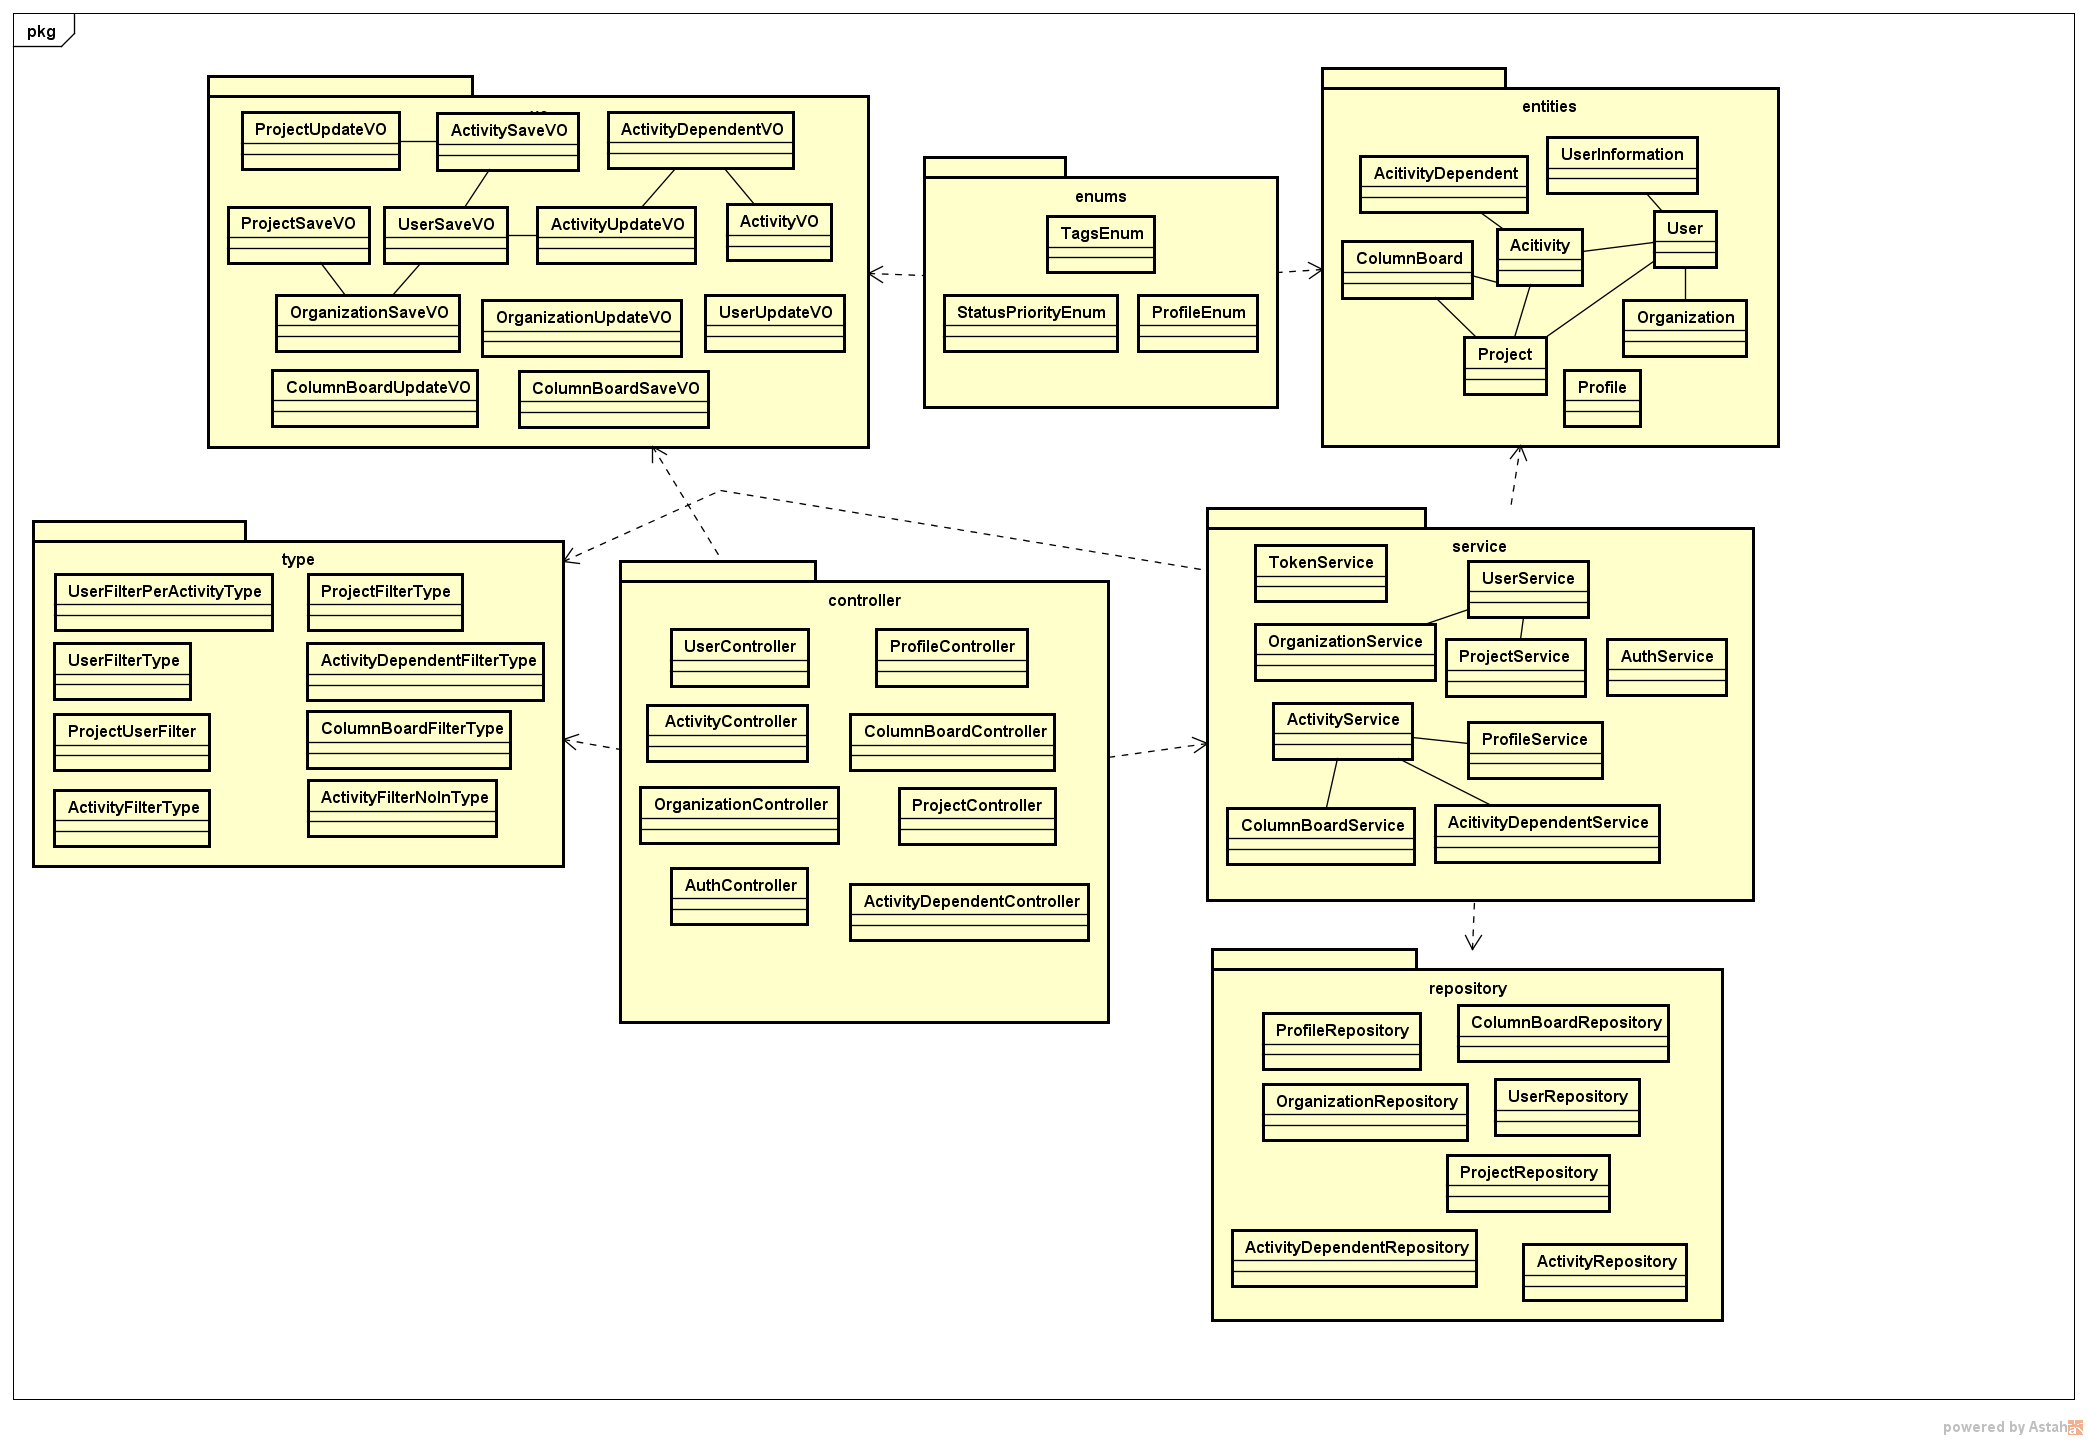 pkg
ProjectUpdateVO
ActivitySaveVO
ActivityDependentVO
ProjectSaveVO
UserSaveVO
ActivityUpdateVO
ActivityVO
OrganizationSaveVO
OrganizationUpdateVO
UserUpdateVO
ColumnBoardUpdateVO
ColumnBoardSaveVO
enums
TagsEnum
StatusPriorityEnum
ProfileEnum
entities
UserInformation
AcitivityDependent
User
Acitivity
ColumnBoard
Organization
Project
Profile
type
UserFilterPerActivityType
ProjectFilterType
UserFilterType
ActivityDependentFilterType
ProjectUserFilter
ColumnBoardFilterType
ActivityFilterType
ActivityFilterNoInType
controller
UserController
ProfileController
ActivityController
ColumnBoardController
OrganizationController
ProjectController
AuthController
ActivityDependentController
service
TokenService
UserService
OrganizationService
ProjectService
AuthService
ActivityService
ProfileService
ColumnBoardService
AcitivityDependentService
repository
ProfileRepository
ColumnBoardRepository
OrganizationRepository
UserRepository
ProjectRepository
ActivityDependentRepository
ActivityRepository
powered by Astah